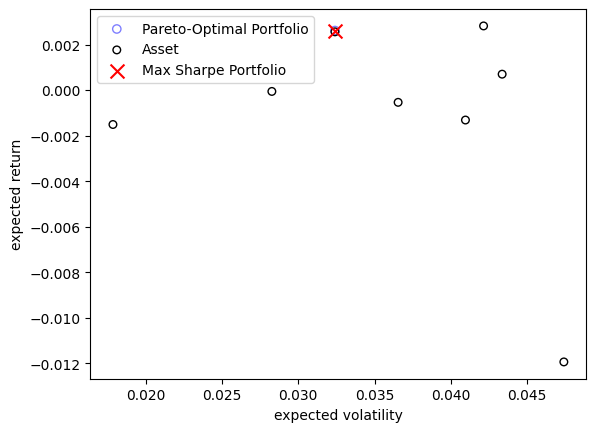 Pareto-Optimal Portfolio
Asset
Max Sharpe Portfolio
0.002
0.000
−0.002
−0.004
−0.006
−0.008
−0.010
−0.012
expected return
0.020 0.025 0.030 0.035 0.040 0.045
expected volatility